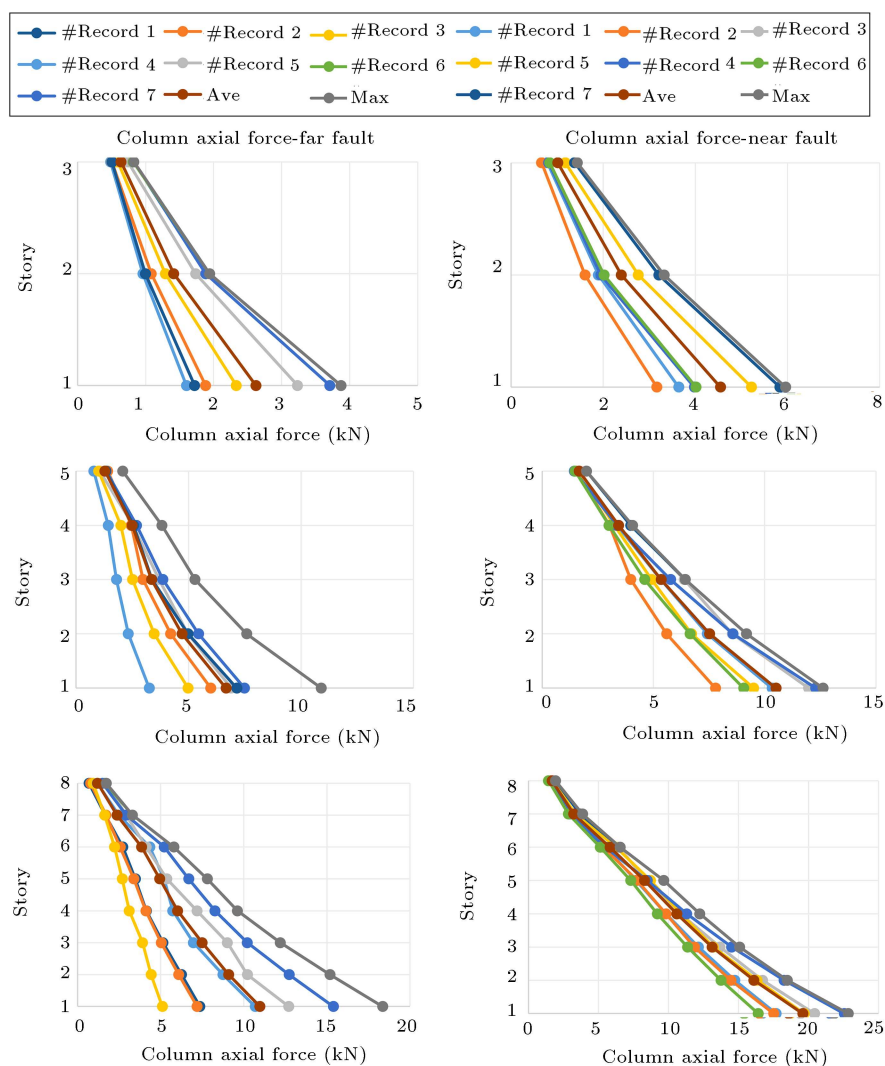 #Record 1 #Record 2 #Record 3 #Record 1 #Record 2 #Record 3
#Record 4 #Record 5 #Record 6 #Record 5 #Record 4 #Record 6
#Record 7 Ave Max #Record 7 Ave Max
Column axial force-far fault
3
2
1
Story
1 2 3 4 5
Column axial force (kN)
Column axial force-near fault
3
2
1
Story
0 2 4 6 8
Column axial force (kN)
5
4
3
2
1
Story
0 5 10 15
Column axial force (kN)
5
4
3
2
1
Story
0 5 10 15
Column axial force (kN)
8
7
6
5
4
3
2
1
Story
0 5 10 15 20
Column axial force (kN)
8
7
6
5
4
3
2
1
Story
0 5 10 15 20 25
Column axial force (kN)